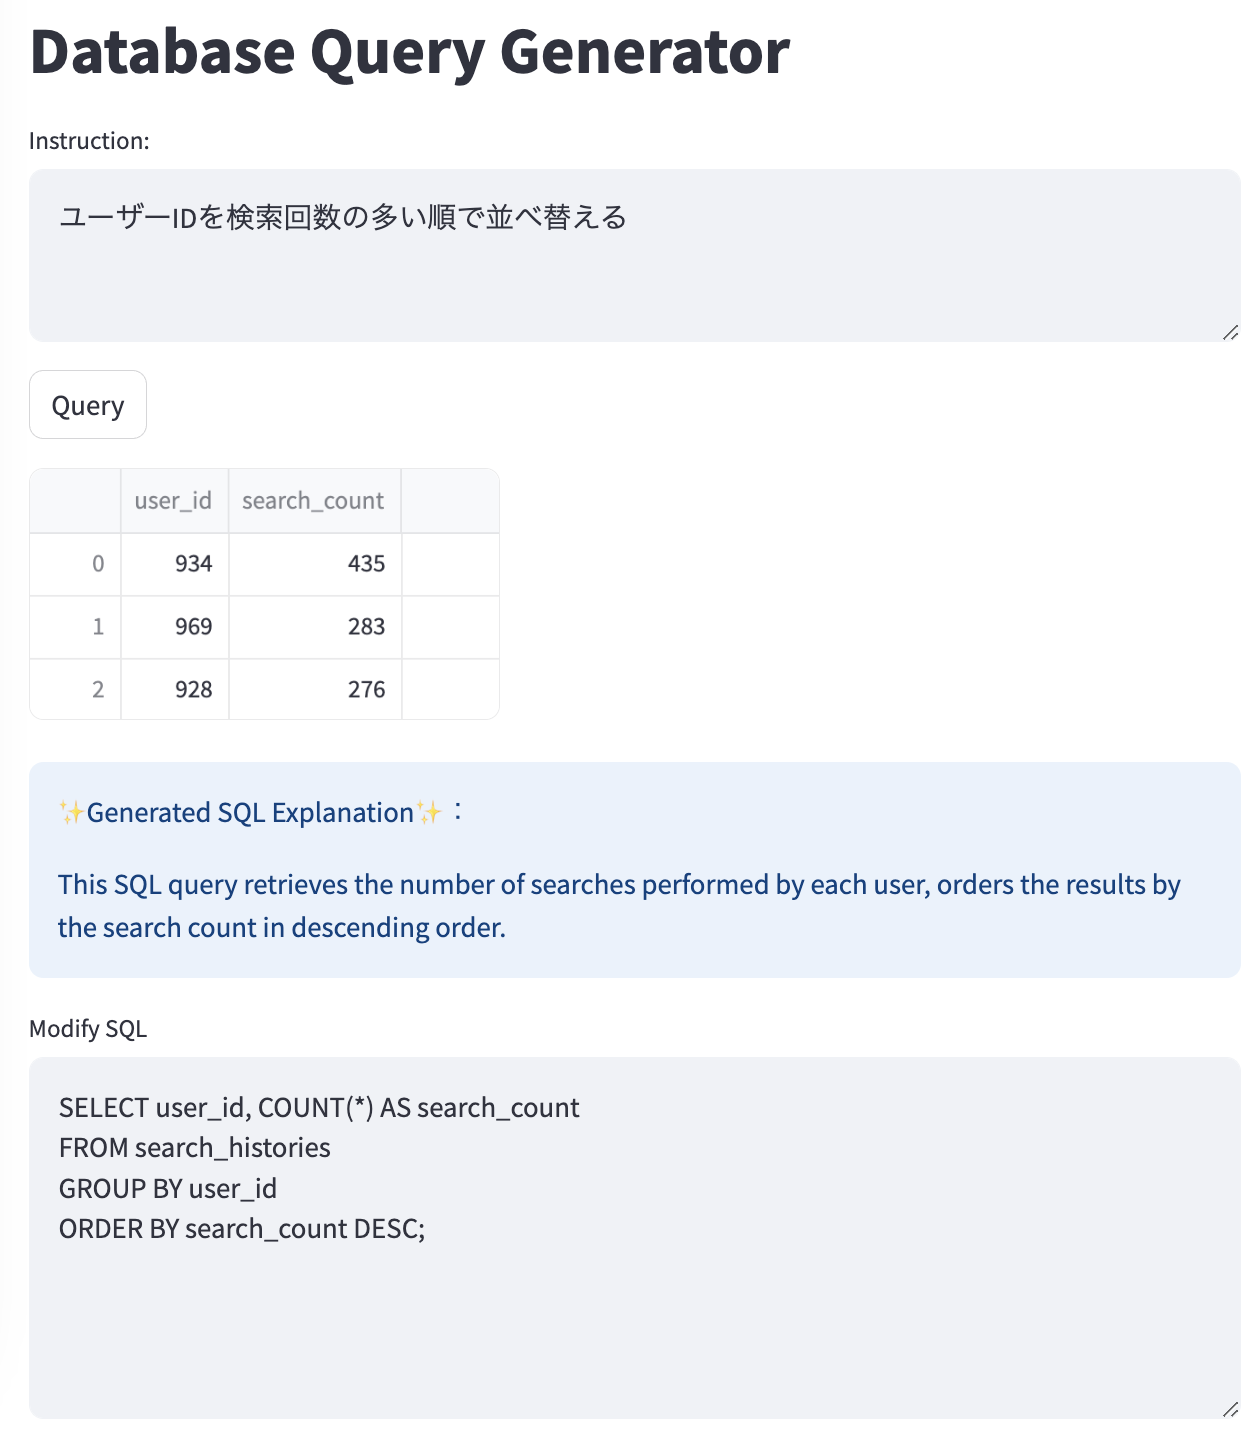 Database Query Generator
Instruction:
ユーザーIDを検索回数の多い順で並べ替える
Query
user_id search_count
0 934 435
1 969 283
2 928 276
✨Generated SQL Explanation✨：
This SQL query retrieves the number of searches performed by each user, orders the results by
the search count in descending order.
Modify SQL
SELECT user_id, COUNT(*) AS search_count
FROM search_histories
GROUP BY user_id
ORDER BY search_count DESC;